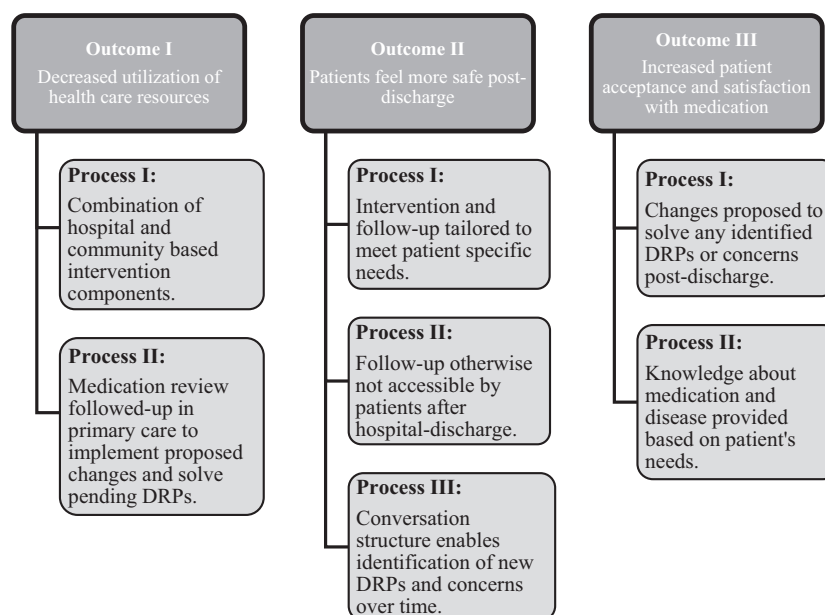 Outcome I
Decreased utilization of
health care resources
Process I:
Combination of
hospital and
community based
intervention
components.
Process II:
Medication review
followed-up in
primary care to
implement proposed
changes and solve
pending DRPs.
Outcome II
Patients feel more safe post-
discharge
Process I:
Intervention and
follow-up tailored to
meet patient specific
needs.
Process II:
Follow-up otherwise
not accessible by
patients after
hospital-discharge.
Process III:
Conversation
structure enables
identification of new
DRPs and concerns
over time.
Outcome III
Increased patient
acceptance and satisfaction
with medication
Process I:
Changes proposed to
solve any identified
DRPs or concerns
post-discharge.
Process II:
Knowledge about
medication and
disease provided
based on patient's
needs.